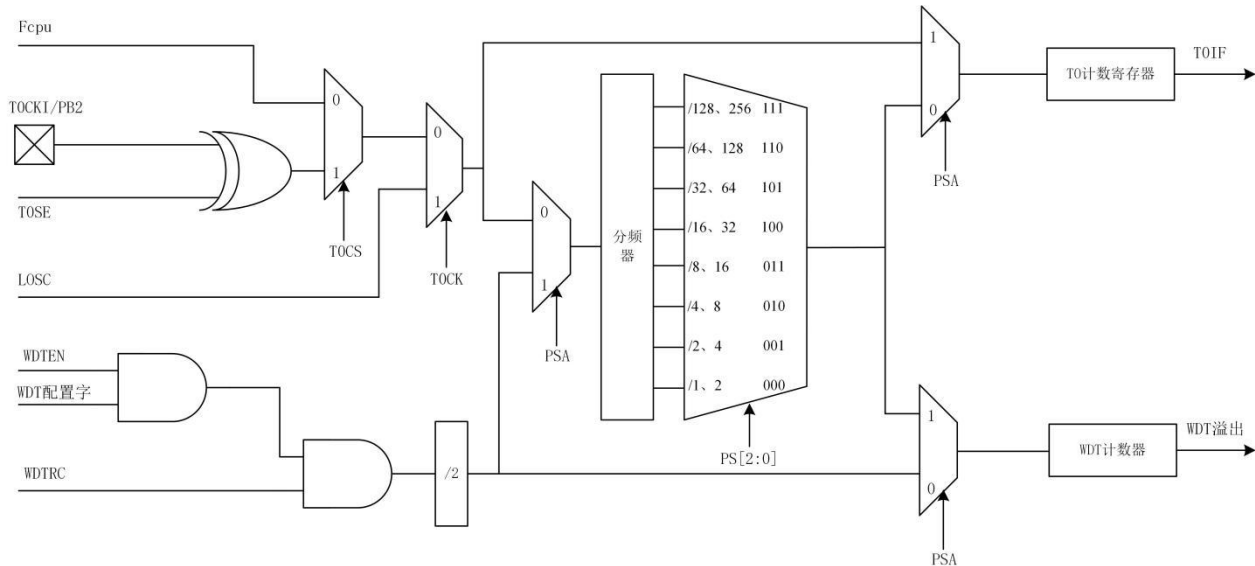 Fcpu
T0CKI/PB2
T0SE
LOSC
0
1
T0CS
0
1
T0CK
0
1
PSA
分频
器
/128、256 111
/64、128 110
/32、64 101
/16、32 100
/8、16 011
/4、8 010
/2、4 001
/1、2 000
PS[2:0]
1
0
PSA
T0计数寄存器
T0IF
WDTEN
WDT配置字
WDTRC
/2
1
0
PSA
WDT计数器
WDT溢出